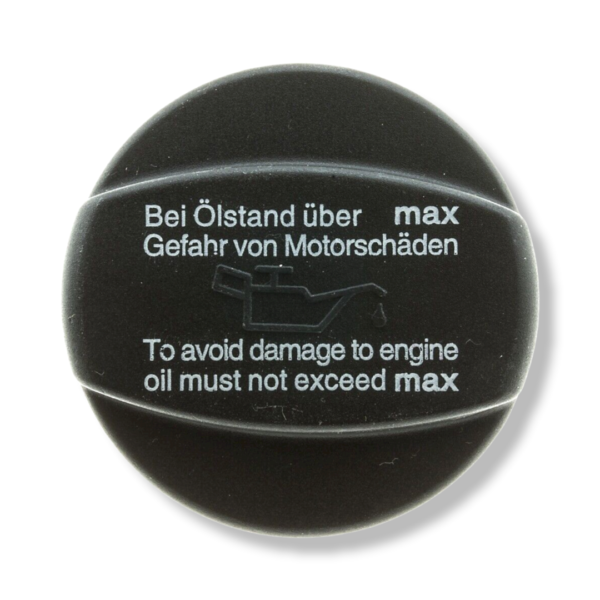 Bei Ölstand über max
Gefahr von Motorschäden
To avoid damage to engine
oil must not exceed max